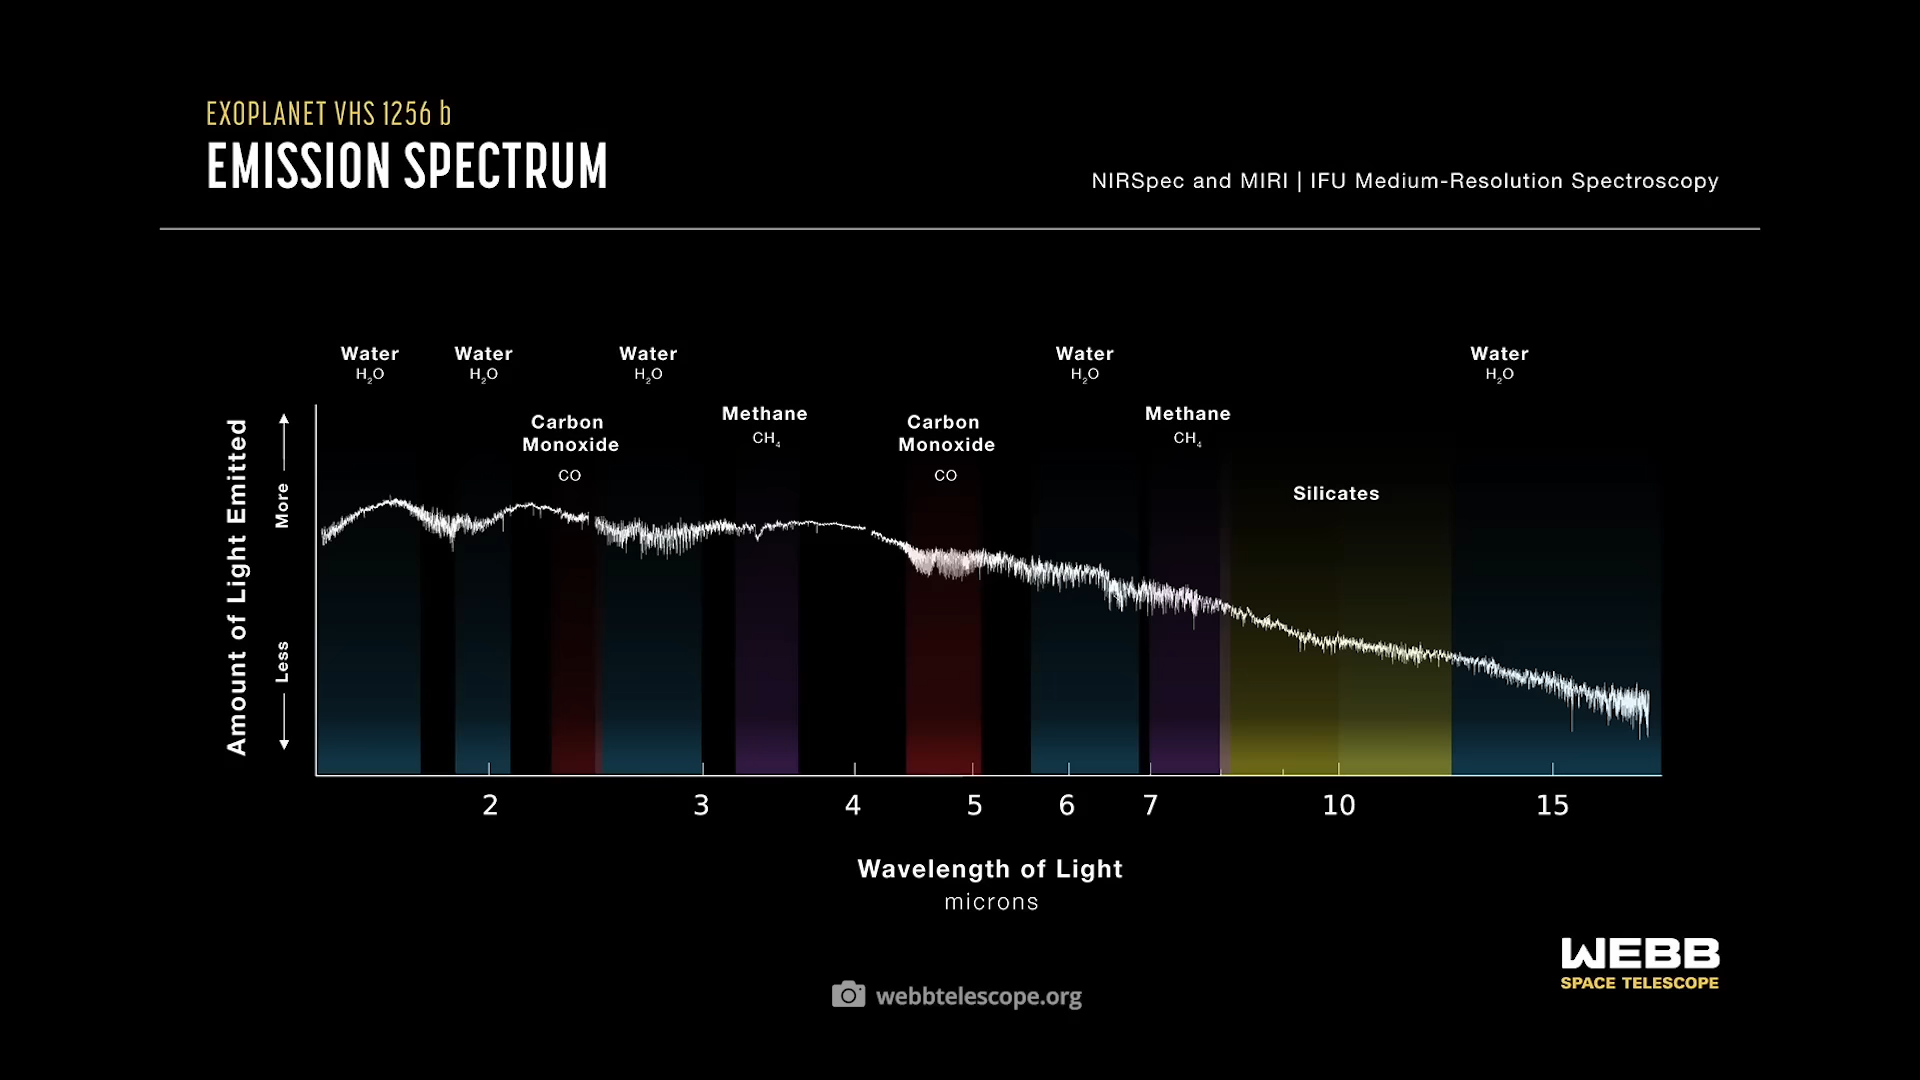 EXOPLANET VHS 1256 b
EMISSION SPECTRUM
NIRSpec and MIRI | IFU Medium-Resolution Spectroscopy
Water
H₂O
Water
H₂O
Water
H₂O
Water
H₂O
Water
H₂O
Carbon
Monoxide
CO
Methane
CH₄
Carbon
Monoxide
CO
Methane
CH₄
Silicates
Amount of Light Emitted
More
Less
2 3 4 5 6 7 10 15
Wavelength of Light
microns
WEBB
SPACE TELESCOPE
webbtelescope.org